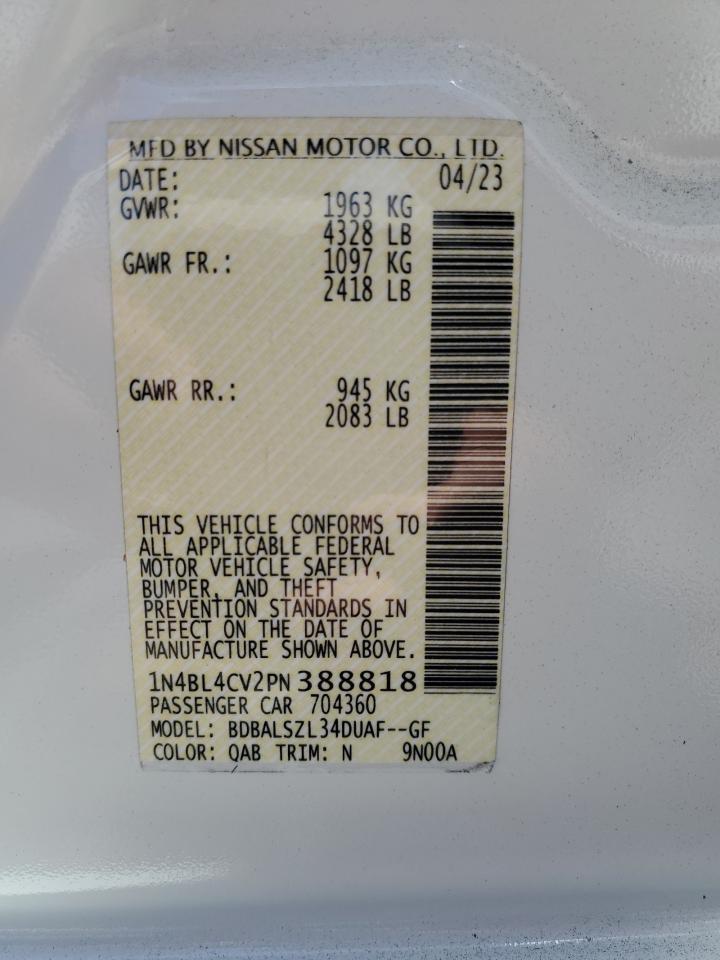 MFD BY NISSAN MOTOR CO., LTD.
DATE: 04/23
GVWR: 1963 KG
4328 LB
GAWR FR.: 1097 KG
2418 LB
GAWR RR.: 945 KG
2083 LB
THIS VEHICLE CONFORMS TO
ALL APPLICABLE FEDERAL
MOTOR VEHICLE SAFETY,
BUMPER, AND THEFT
PREVENTION STANDARDS IN
EFFECT ON THE DATE OF
MANUFACTURE SHOWN ABOVE.
1N4BL4CV2PN388818
PASSENGER CAR 704360
MODEL: BDBALSZL34DUAF--GF
COLOR: QAB TRIM: N 9N00A